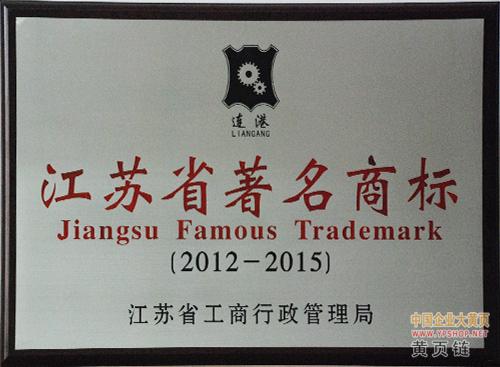 连港
LIANGANG
江苏省著名商标
Jiangsu Famous Trademark
(2012-2015)
江苏省工商行政管理局
中国企业大黄页
WWW.YPSHOP.NET
黄页链